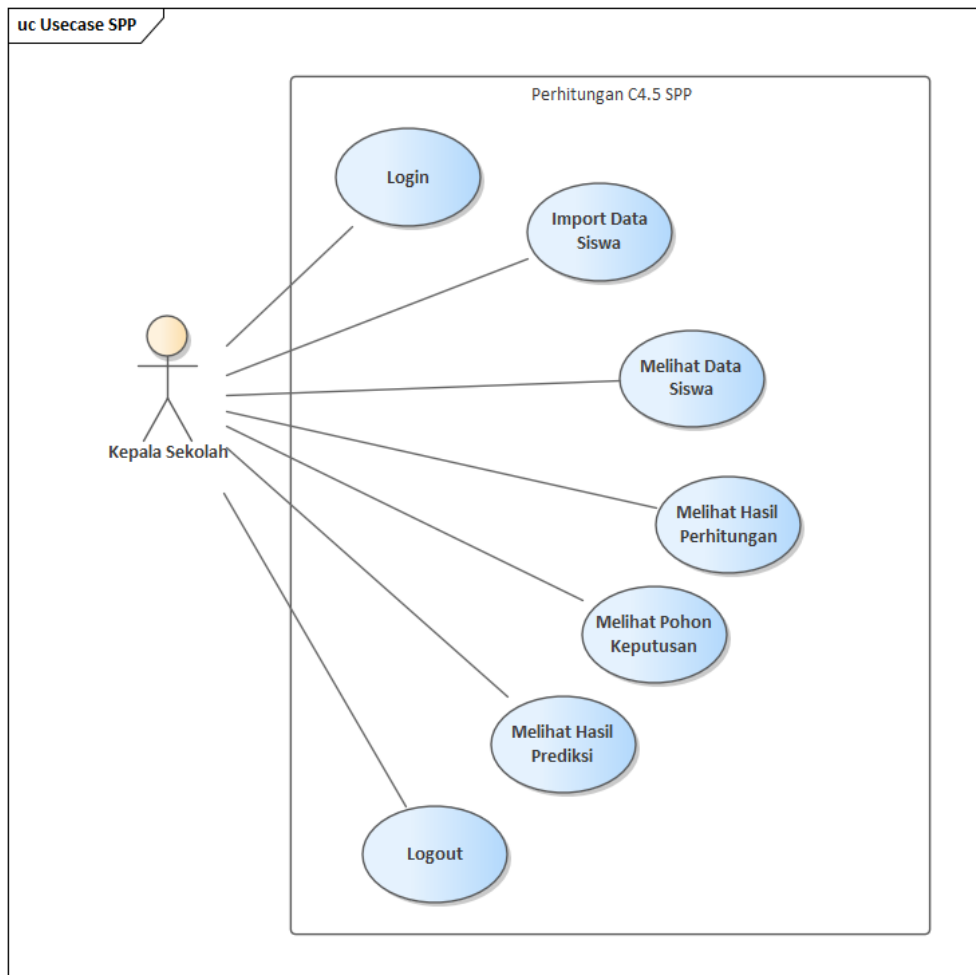 uc Usecase SPP
Perhitungan C4.5 SPP
Login
Import Data
Siswa
Melihat Data
Siswa
Kepala Sekolah
Melihat Hasil
Perhitungan
Melihat Pohon
Keputusan
Melihat Hasil
Prediksi
Logout